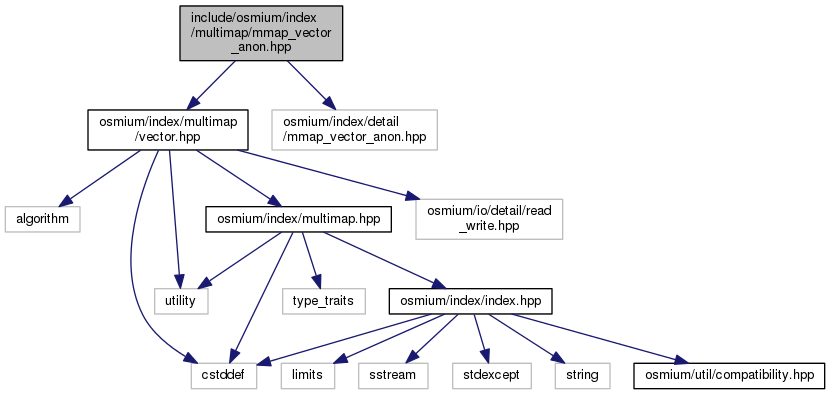 include/osmium/index
/multimap/mmap_vector
_anon.hpp
osmium/index/multimap
/vector.hpp
osmium/index/detail
/mmap_vector_anon.hpp
algorithm
osmium/index/multimap.hpp
osmium/io/detail/read
_write.hpp
utility
type_traits
osmium/index/index.hpp
cstddef
limits
sstream
stdexcept
string
osmium/util/compatibility.hpp